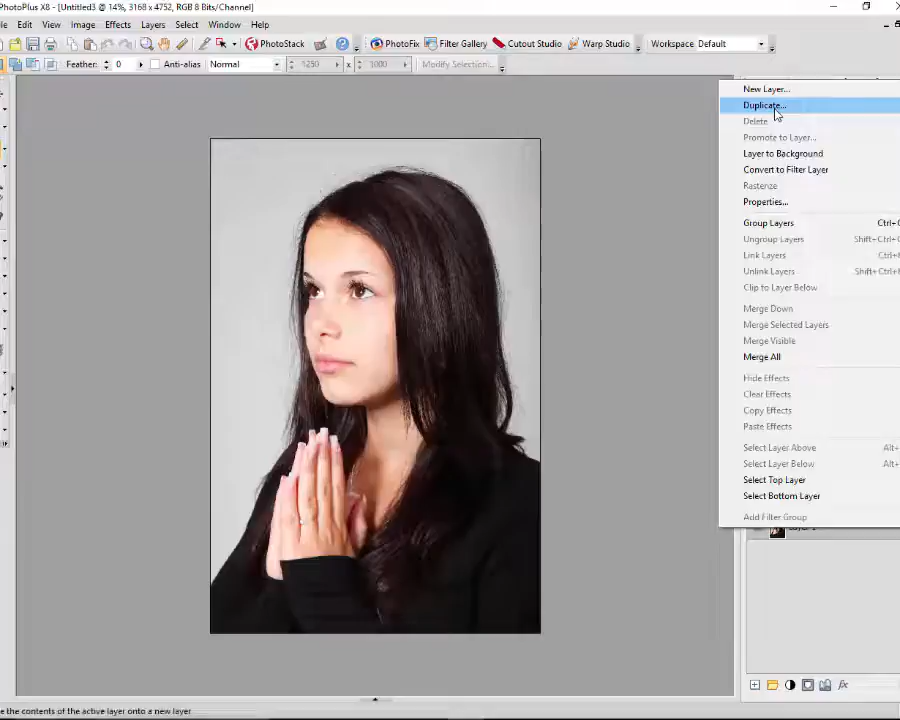 PhotoPlus X8 - [Untitled3 @ 14%, 3168 x 4752, RGB 8 Bits/Channel]
Edit View Image Effects Layers Select Window Help
PhotoStack PhotoFix Filter Gallery Cutout Studio Warp Studio Workspace Default
Feather: 0 Anti-alias Normal 1250 x 1000 Modify Selection...
New Layer...
Duplicate...
Delete
Promote to Layer...
Layer to Background
Convert to Filter Layer
Rasterize
Properties...
Group Layers Ctrl+
Ungroup Layers Shift+Ctrl+
Link Layers Ctrl+
Unlink Layers Shift+Ctrl+
Clip to Layer Below
Merge Down
Merge Selected Layers
Merge Visible
Merge All
Hide Effects
Clear Effects
Copy Effects
Paste Effects
Select Layer Above Alt+
Select Layer Below Alt+
Select Top Layer
Select Bottom Layer
Add Filter Group
fx
the contents of the active layer onto a new layer